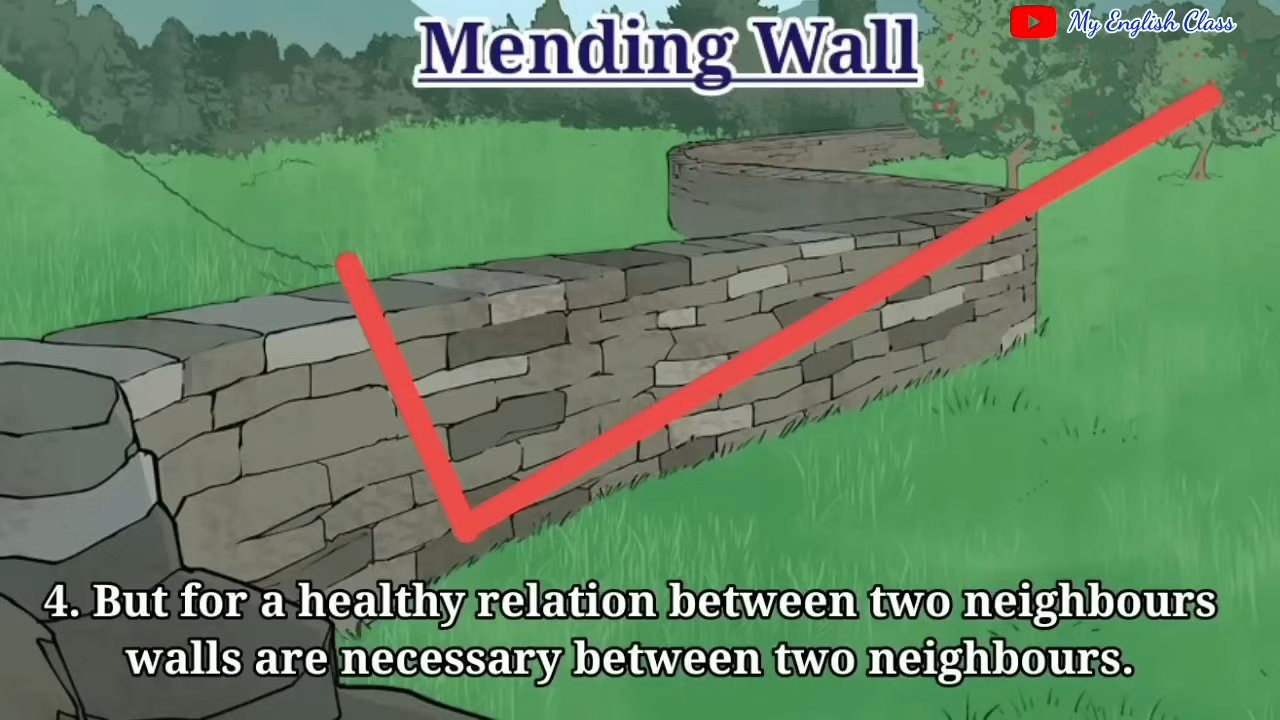 Mending Wall
My English Class
4. But for a healthy relation between two neighbours
walls are necessary between two neighbours.